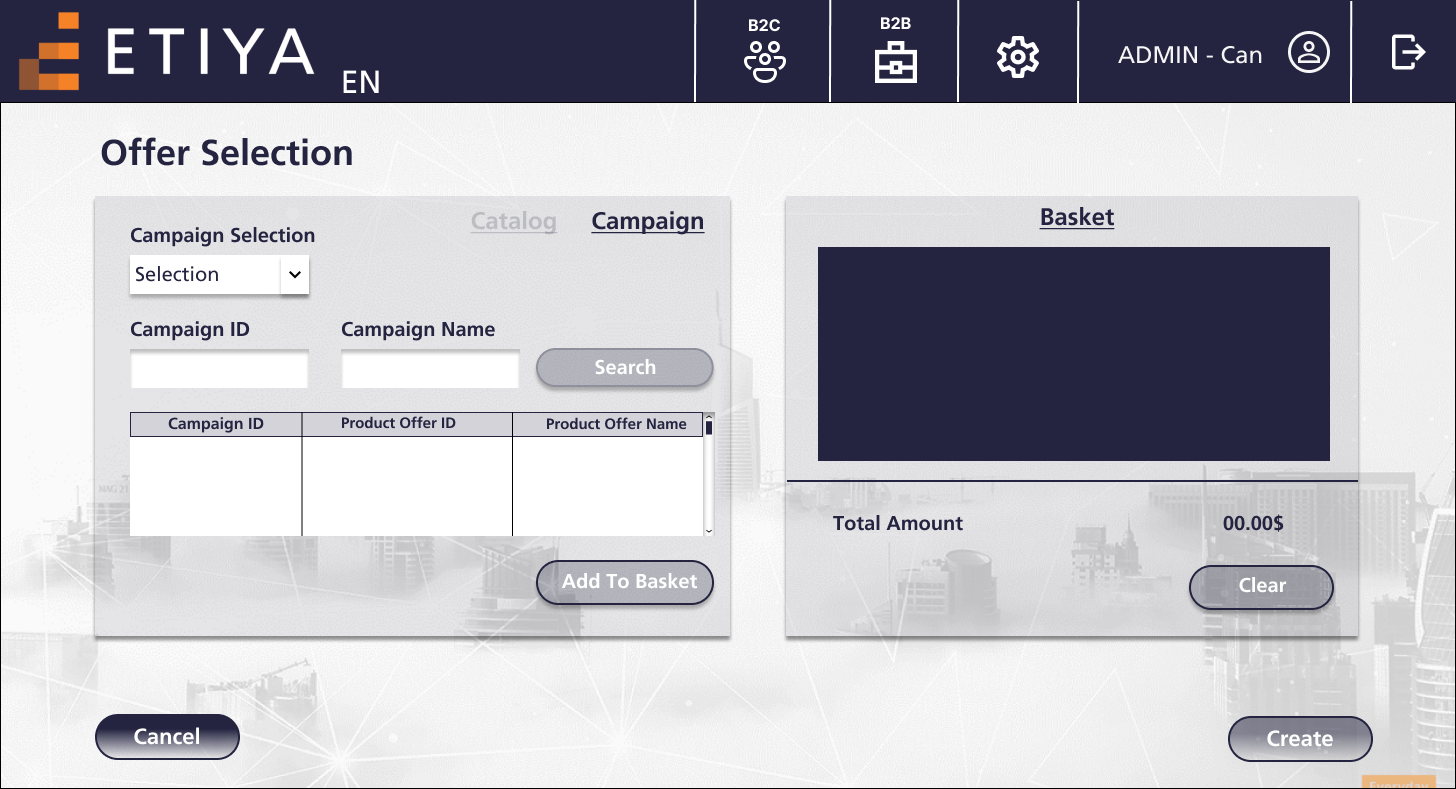 ETIYA
EN
B2C
B2B
ADMIN - Can
Offer Selection
Catalog Campaign
Campaign Selection
Selection
Campaign ID Campaign Name
Search
Campaign ID Product Offer ID Product Offer Name
Add To Basket
Basket
Total Amount 00.00$
Clear
Cancel
Create
Everyday